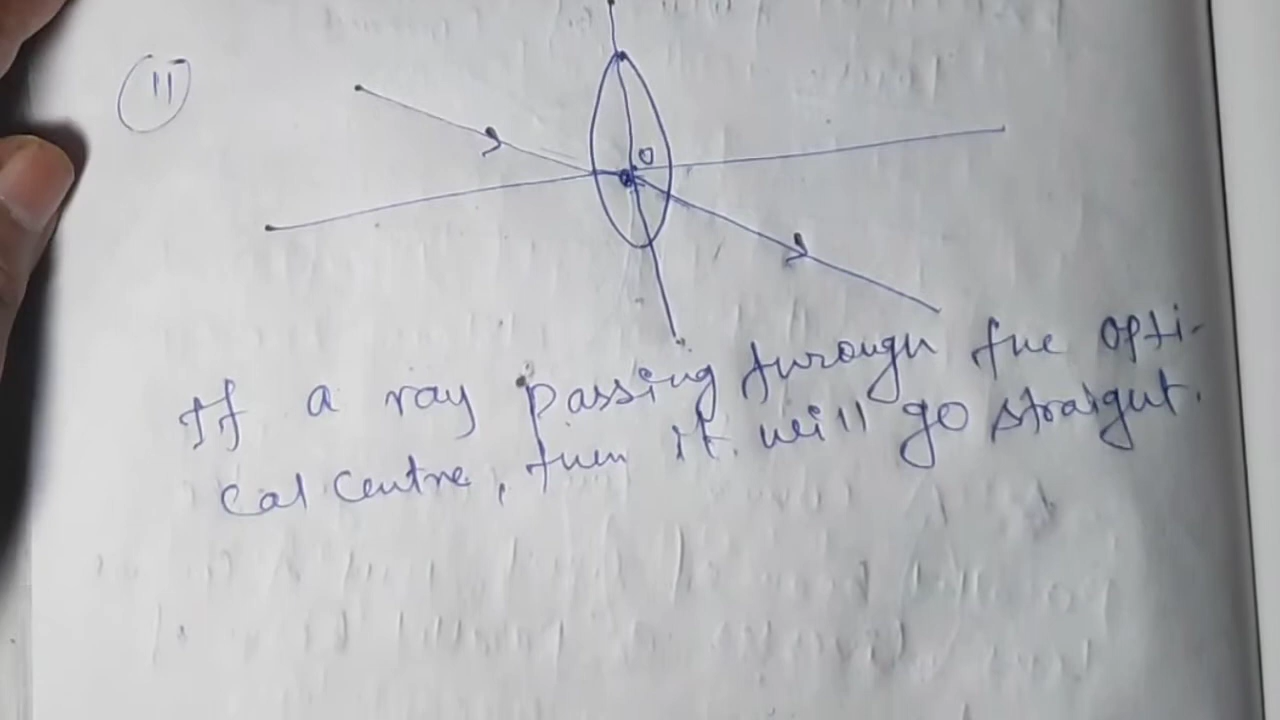 11
O
If a ray passing through the opti-
cal centre, then it will go straight.